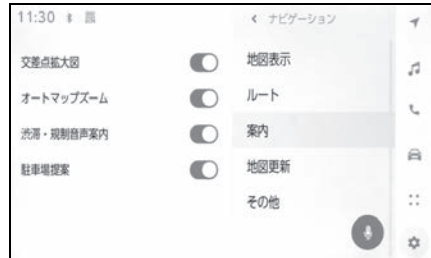 11:30
ナビゲーション
交差点拡大図
オートマップズーム
渋滞・規制音声案内
駐車場提案
地図表示
ルート
案内
地図更新
その他